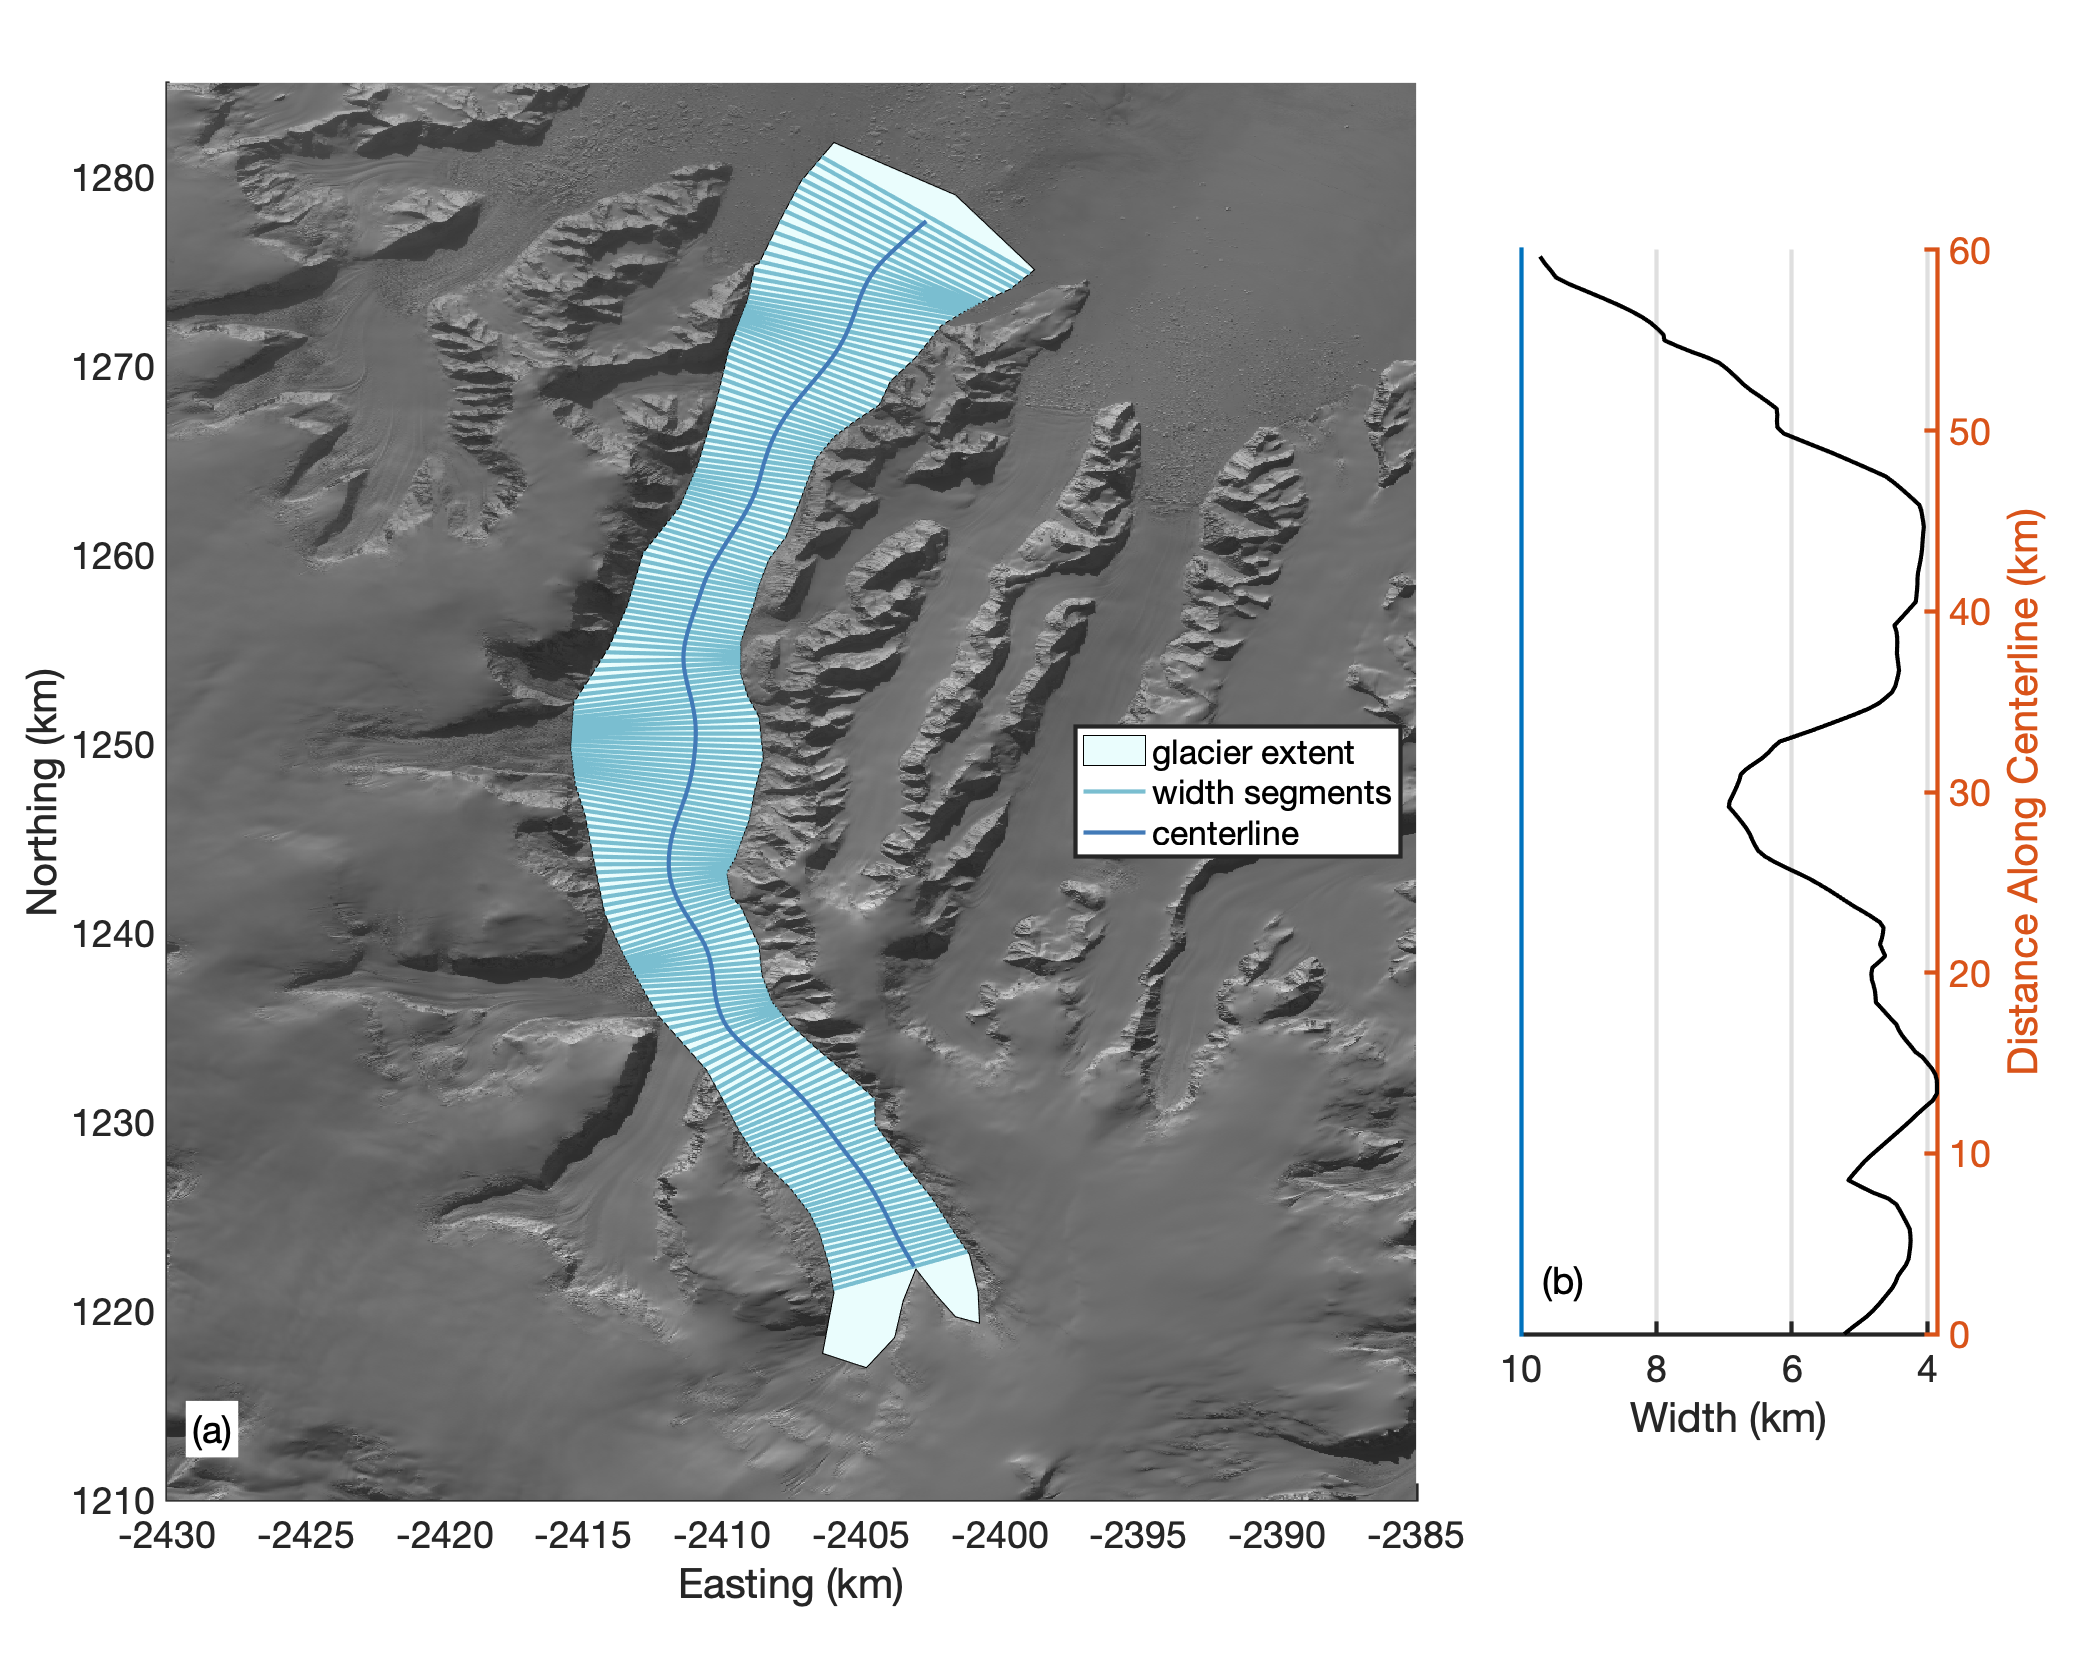 1280
1270
1260
1250
1240
1230
1220
1210
Northing (km)
-2430 -2425 -2420 -2415 -2410 -2405 -2400 -2395 -2390 -2385
Easting (km)
(a)
glacier extent
width segments
centerline
60
50
40
30
20
10
0
Distance Along Centerline (km)
(b)
10 8 6 4
Width (km)